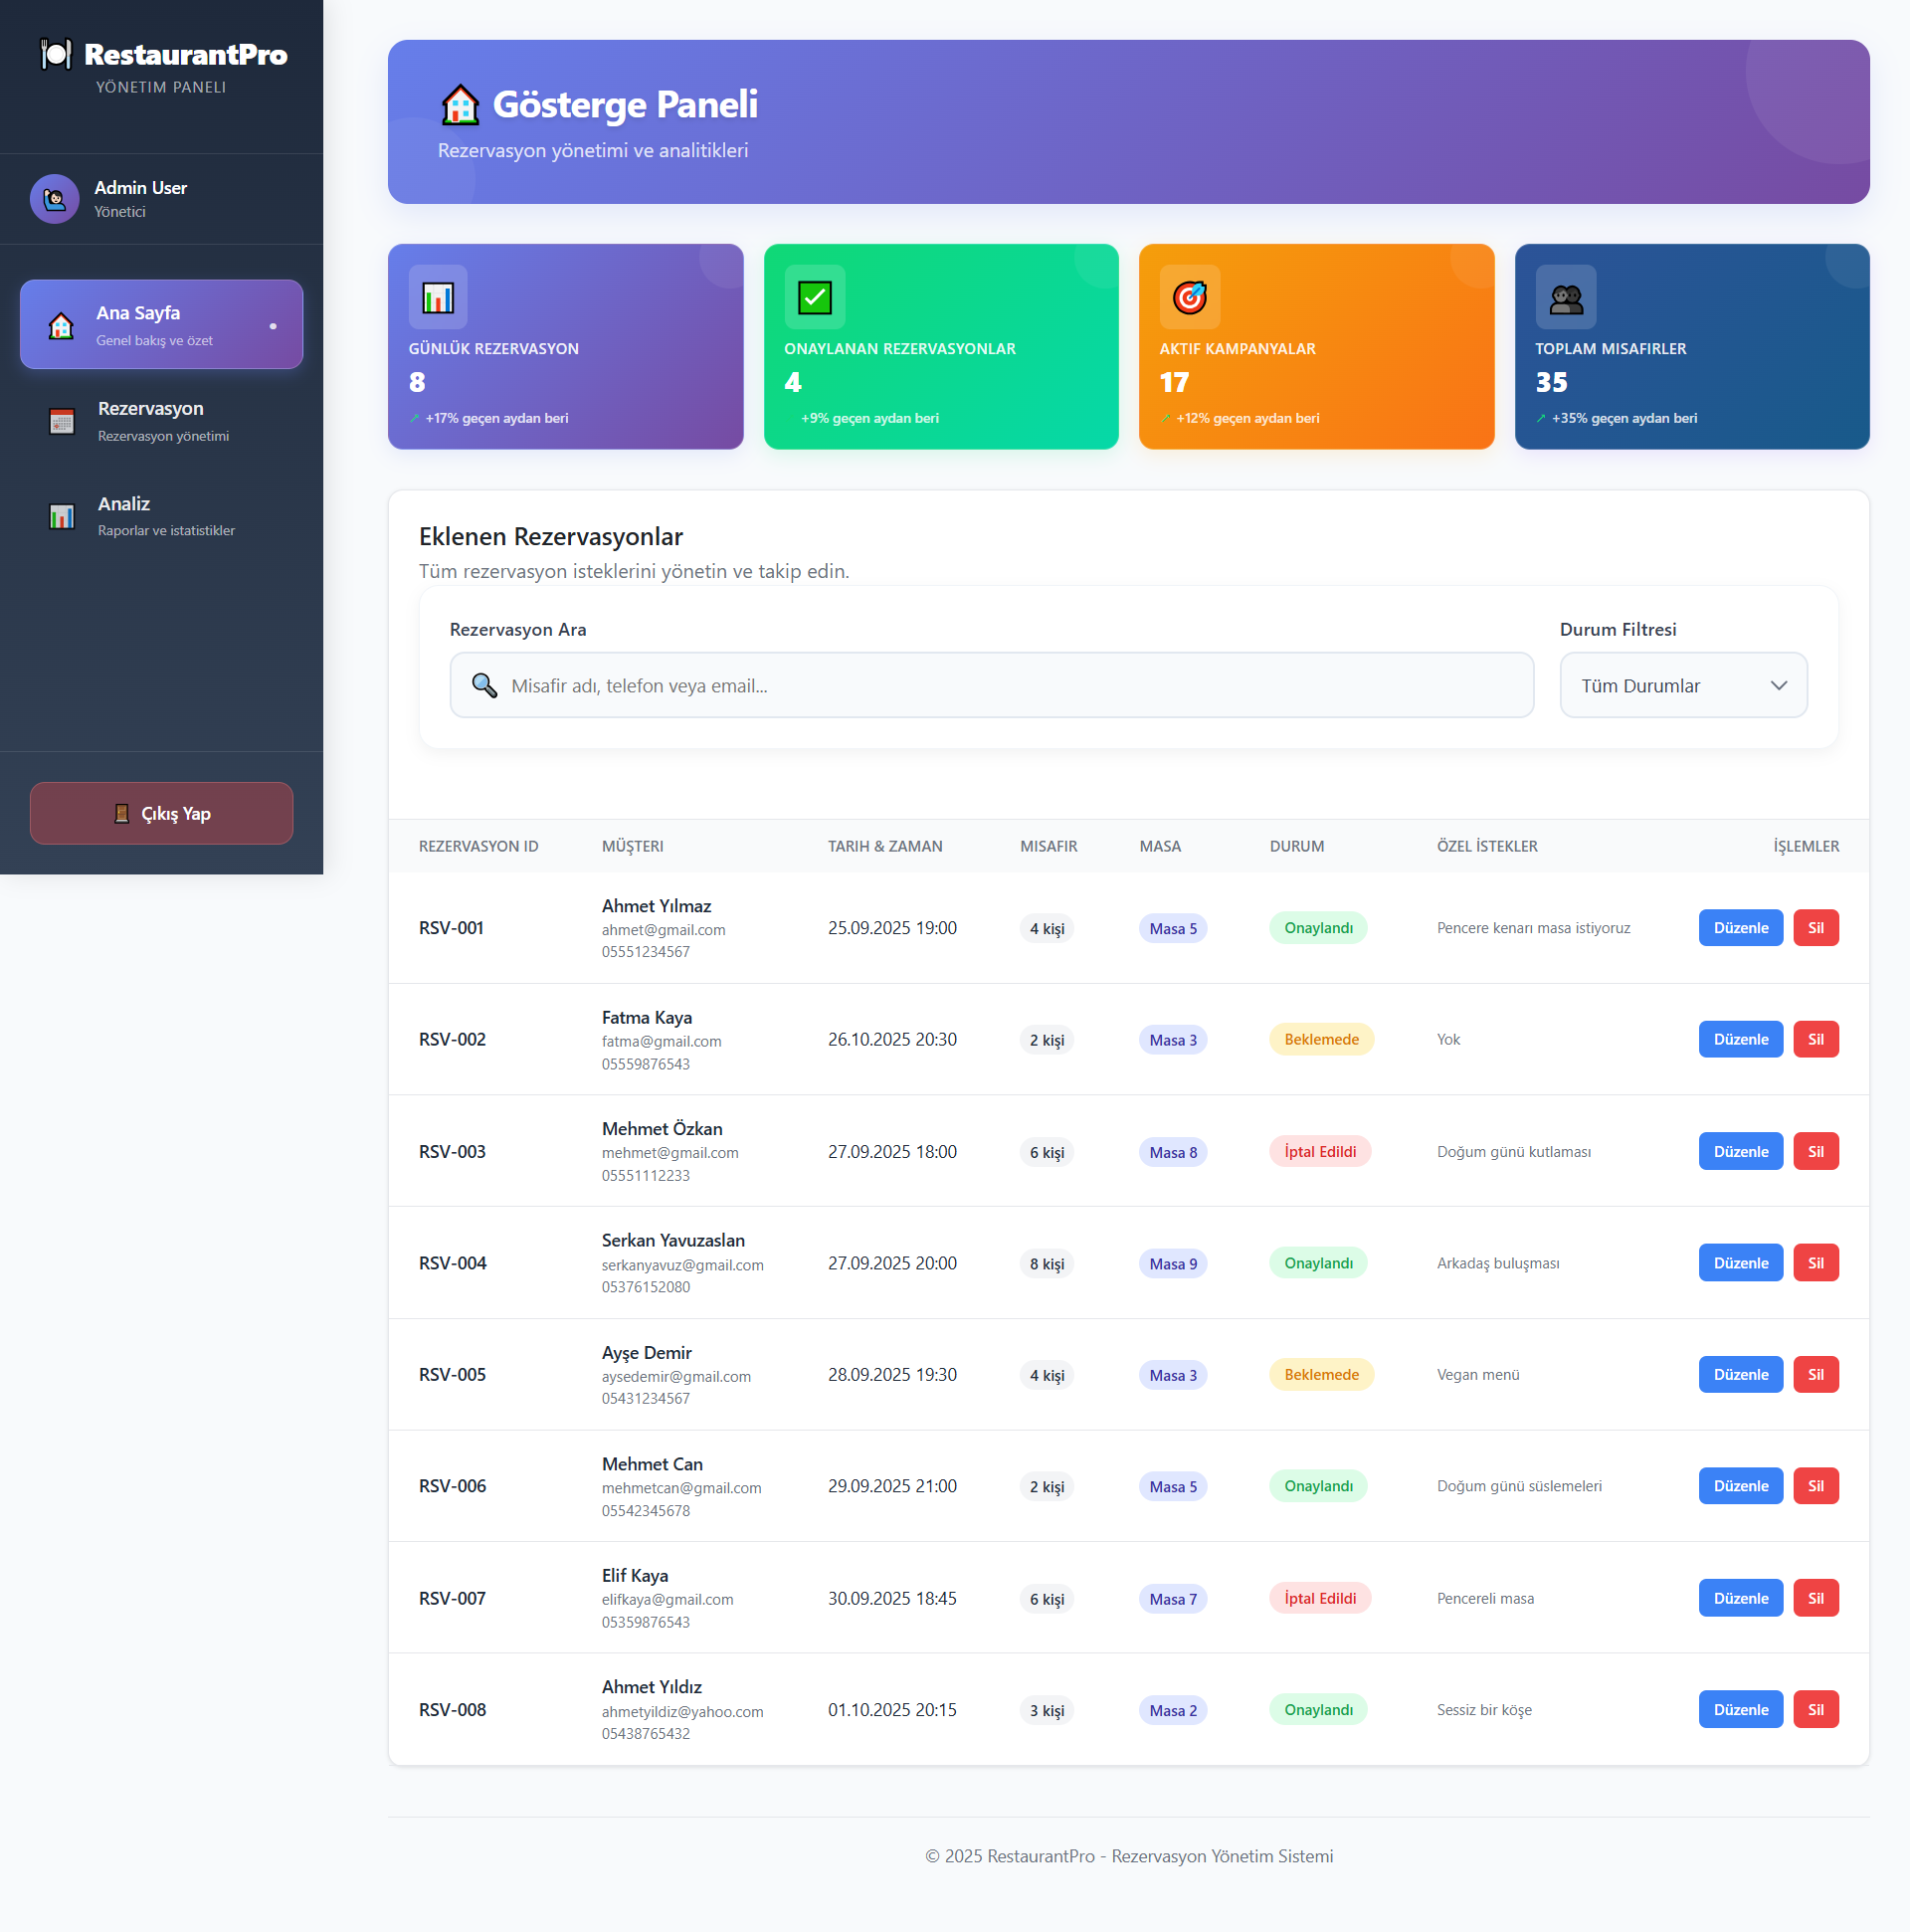 RestaurantPro
YÖNETIM PANELI
Admin User
Yönetici
Ana Sayfa
Genel bakış ve özet
Rezervasyon
Rezervasyon yönetimi
Analiz
Raporlar ve istatistikler
Çıkış Yap
Gösterge Paneli
Rezervasyon yönetimi ve analitikleri
GÜNLÜK REZERVASYON
8
+17% geçen aydan beri
ONAYLANAN REZERVASYONLAR
4
+9% geçen aydan beri
AKTIF KAMPANYALAR
17
+12% geçen aydan beri
TOPLAM MISAFIRLER
35
+35% geçen aydan beri
Eklenen Rezervasyonlar
Tüm rezervasyon isteklerini yönetin ve takip edin.
Rezervasyon Ara
Misafir adı, telefon veya email...
Durum Filtresi
Tüm Durumlar
REZERVASYON ID MÜŞTERI TARIH & ZAMAN MISAFIR MASA DURUM ÖZEL İSTEKLER İŞLEMLER
Ahmet Yılmaz
ahmet@gmail.com
05551234567
RSV-001 25.09.2025 19:00 4 kişi Masa 5 Onaylandı Pencere kenarı masa istiyoruz Düzenle Sil
Fatma Kaya
fatma@gmail.com
05559876543
RSV-002 26.10.2025 20:30 2 kişi Masa 3 Beklemede Yok Düzenle Sil
Mehmet Özkan
mehmet@gmail.com
05551112233
RSV-003 27.09.2025 18:00 6 kişi Masa 8 İptal Edildi Doğum günü kutlaması Düzenle Sil
Serkan Yavuzaslan
serkanyavuz@gmail.com
05376152080
RSV-004 27.09.2025 20:00 8 kişi Masa 9 Onaylandı Arkadaş buluşması Düzenle Sil
Ayşe Demir
aysedemir@gmail.com
05431234567
RSV-005 28.09.2025 19:30 4 kişi Masa 3 Beklemede Vegan menü Düzenle Sil
Mehmet Can
mehmetcan@gmail.com
05542345678
RSV-006 29.09.2025 21:00 2 kişi Masa 5 Onaylandı Doğum günü süslemeleri Düzenle Sil
Elif Kaya
elifkaya@gmail.com
05359876543
RSV-007 30.09.2025 18:45 6 kişi Masa 7 İptal Edildi Pencereli masa Düzenle Sil
Ahmet Yıldız
ahmetyildiz@yahoo.com
05438765432
RSV-008 01.10.2025 20:15 3 kişi Masa 2 Onaylandı Sessiz bir köşe Düzenle Sil
© 2025 RestaurantPro - Rezervasyon Yönetim Sistemi